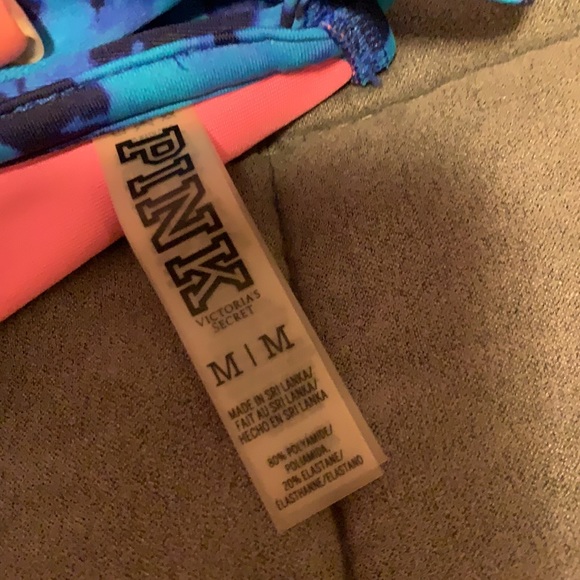 PINK
VICTORIA'S
SECRET
M | M
MADE IN SRI LANKA/
FAIT AU SRI LANKA/
HECHO EN SRI LANKA
80% POLYAMIDE/
POLIAMIDA,
20% ELASTANE/
ELASTHANNE/ELASTANO